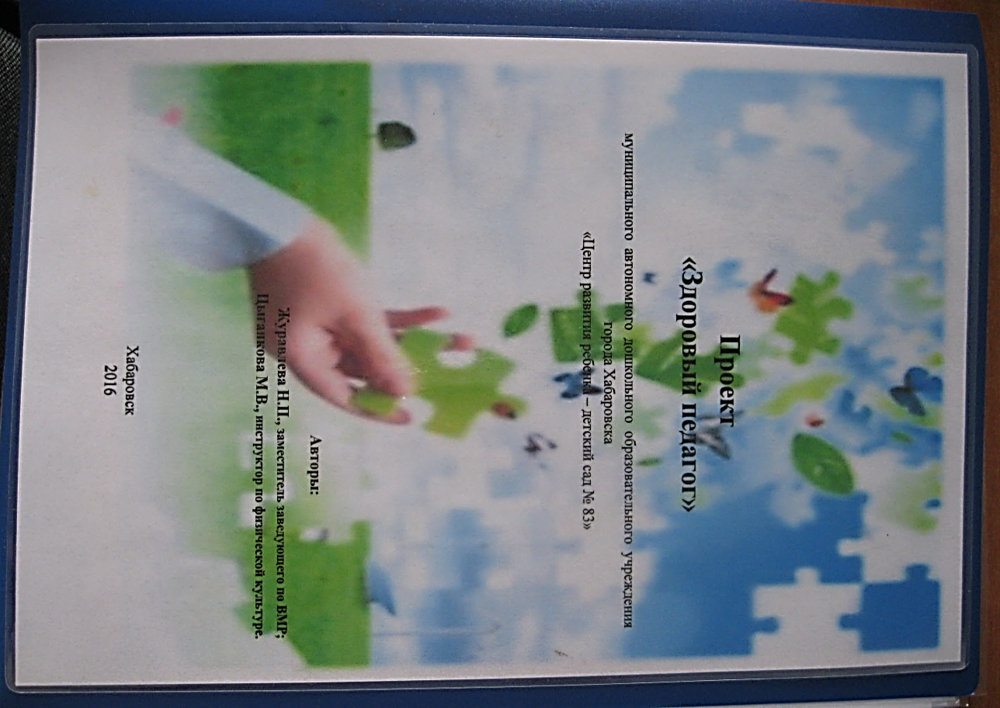 Проект
«Здоровый педагог»
муниципального автономного дошкольного образовательного учреждения
города Хабаровска
«Центр развития ребенка – детский сад № 83»
Авторы:
Журавлева Н.П., заместитель заведующего по ВМР;
Цыганкова М.В., инструктор по физической культуре.
Хабаровск
2016